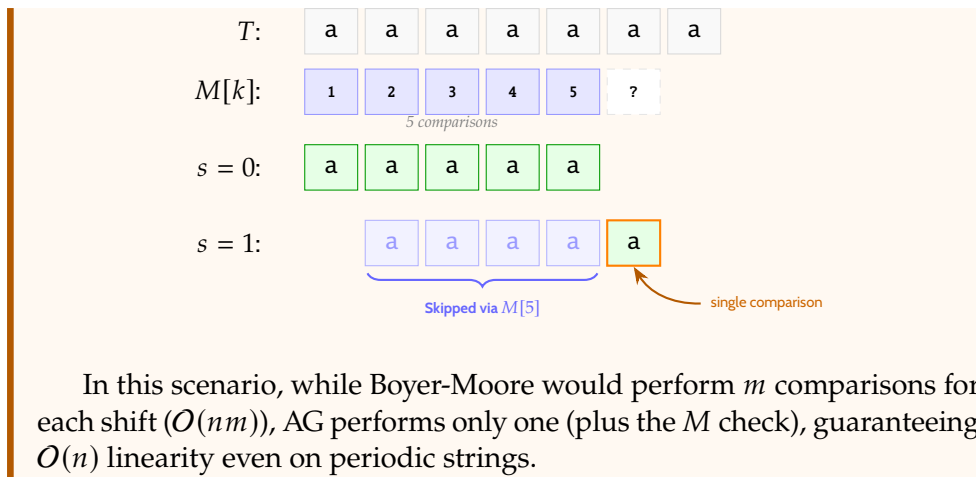 T: a a a a a a a
M[k]: 1 2 3 4 5 ?
5 comparisons
s = 0: a a a a a
s = 1: a a a a a
Skipped via M[5]
single comparison
In this scenario, while Boyer-Moore would perform m comparisons for
each shift (O(nm)), AG performs only one (plus the M check), guaranteeing
O(n) linearity even on periodic strings.